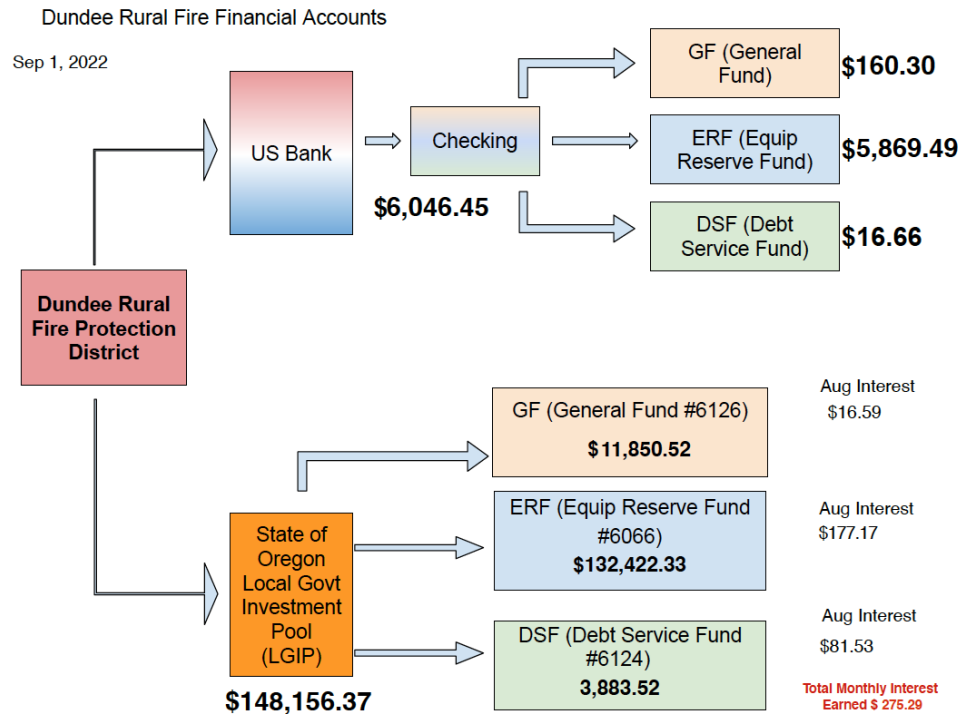 Dundee Rural Fire Financial Accounts
Sep 1, 2022
US Bank
Checking
$6,046.45
GF (General
Fund)
$160.30
ERF (Equip
Reserve Fund)
$5,869.49
DSF (Debt
Service Fund)
$16.66
Dundee Rural
Fire Protection
District
State of
Oregon
Local Govt
Investment
Pool
(LGIP)
$148,156.37
GF (General Fund #6126)
$11,850.52
Aug Interest
$16.59
ERF (Equip Reserve Fund
#6066)
$132,422.33
Aug Interest
$177.17
DSF (Debt Service Fund
#6124)
3,883.52
Aug Interest
$81.53
Total Monthly Interest
Earned $ 275.29